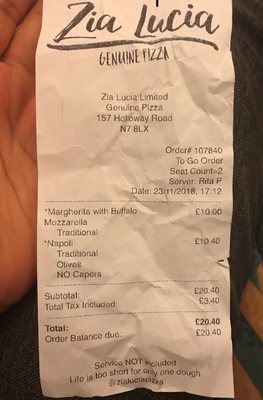 Zia Lucia
GENUINE PIZZA
Zia Lucia Limited
Genuine Pizza
157 Holloway Road
N7 8LX
Order# 107840
To Go Order
Seat Count=2
Server: Rita P
Date: 23/11/2018, 17:12
*Margherita with Buffalo £10.00
Mozzarella
Traditional
*Napoli £10.40
Traditional
Olives
NO Capers
Subtotal: £20.40
Total Tax Included: £3.40
Total: £20.40
Order Balance due: £20.40
Service NOT included
Life is too short for only one dough
@zialuciapizza